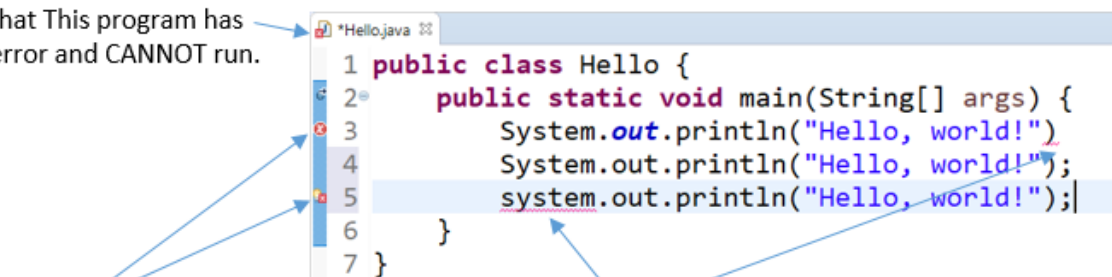 hat This program has
error and CANNOT run.
*Hello.java
1 public class Hello {
2 public static void main(String[] args) {
3 System.out.println("Hello, world!")
4 System.out.println("Hello, world!");
5 system.out.println("Hello, world!");
6 }
7 }